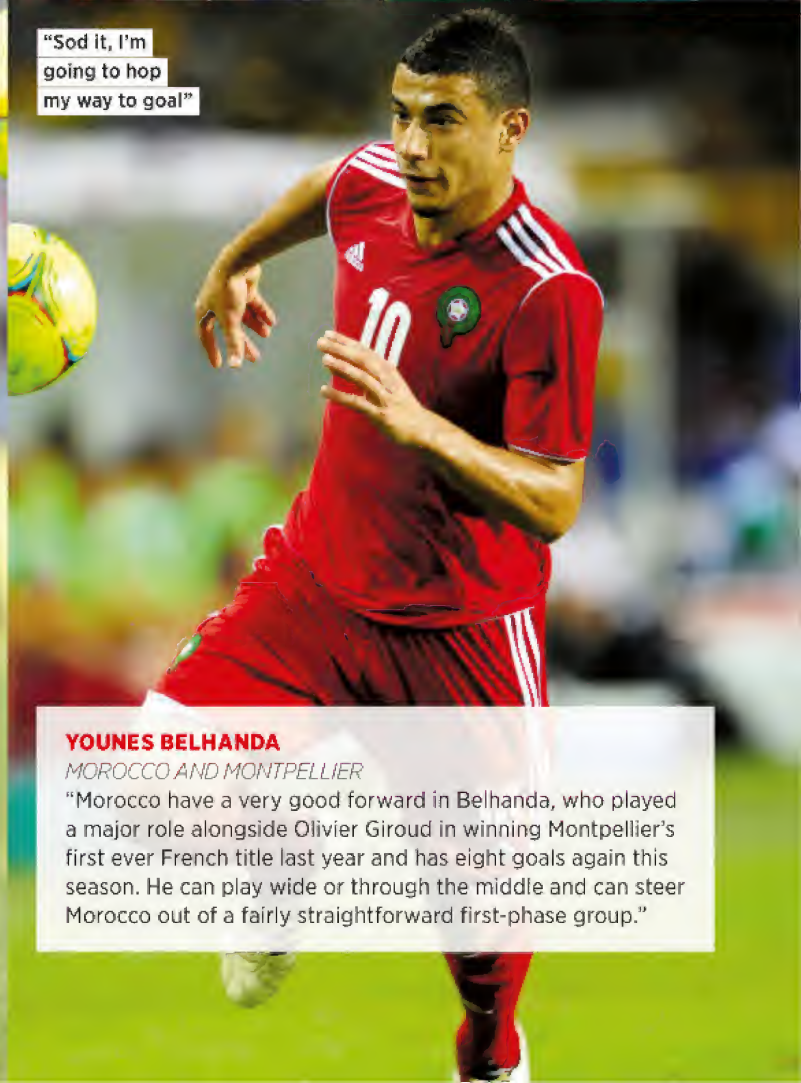 “Sod it, I’m
going to hop
my way to goal”
adidas
10
YOUNES BELHANDA
MOROCCO AND MONTPELLIER
“Morocco have a very good forward in Belhanda, who played
a major role alongside Olivier Giroud in winning Montpellier’s
first ever French title last year and has eight goals again this
season. He can play wide or through the middle and can steer
Morocco out of a fairly straightforward first-phase group.”